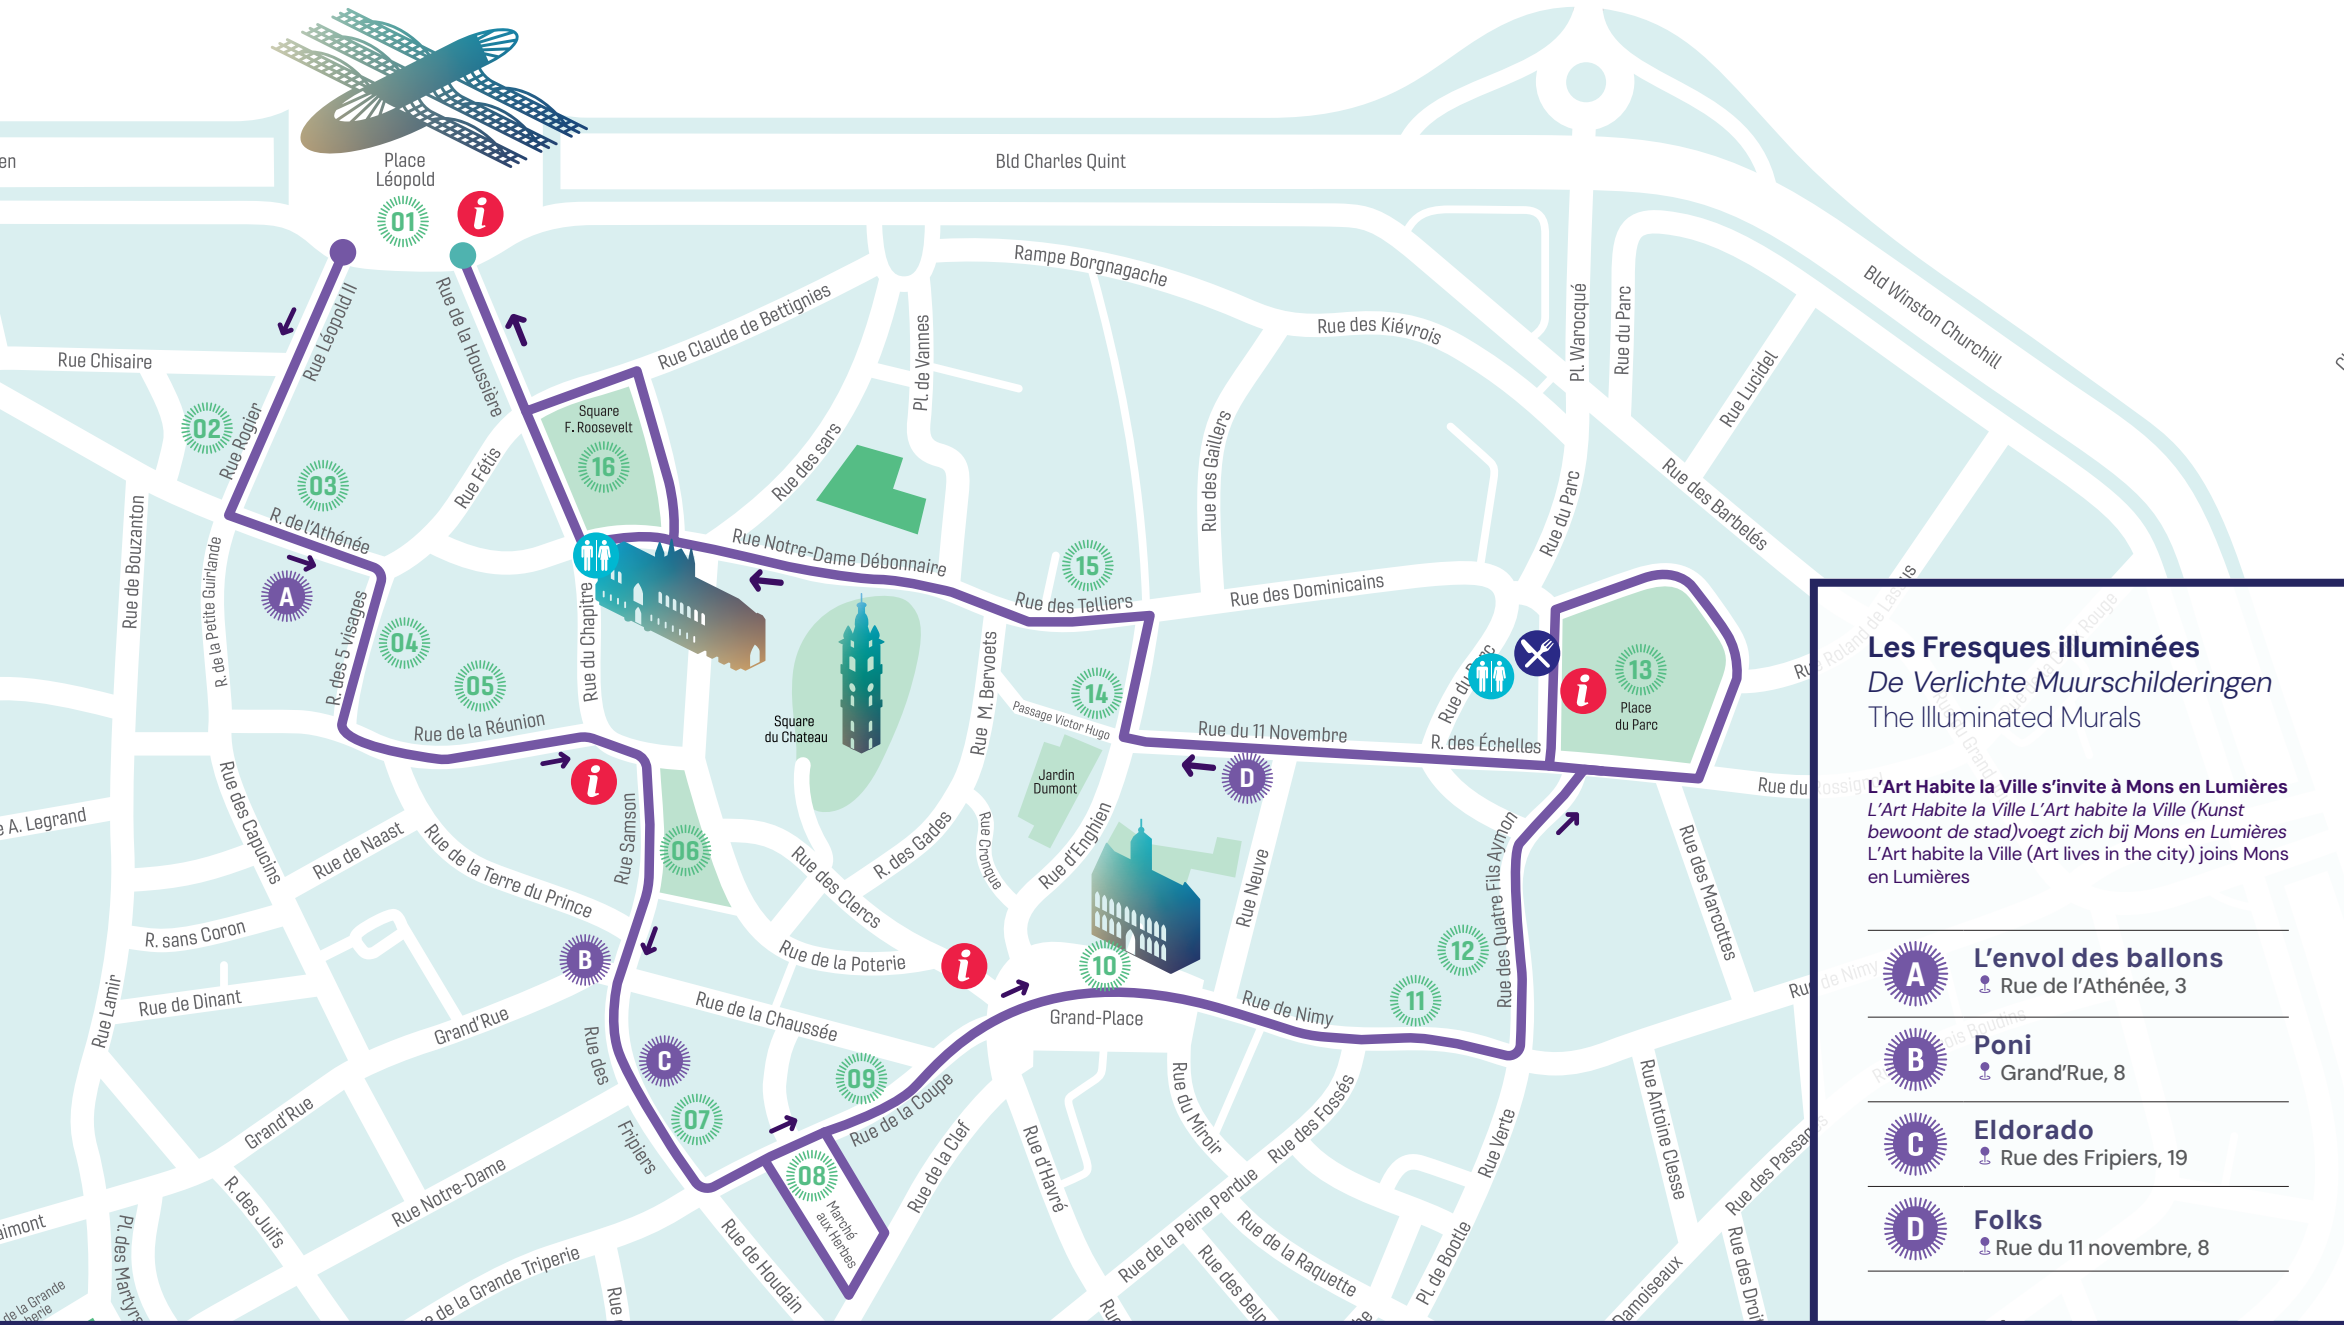 en
Place
Léopold
01
i
Bld Charles Quint
Rampe Borgnagache
Rue des Kiévrois
Pl. Warocqué
Rue du Parc
Bld Winston Churchill
Rue Lucidel
Rue Chisaire
Rue Léopold II
Rue de la Houssière
Rue Claude de Bettignies
Pl. de Vannes
02
Rue Rogier
03
R. de l'Athénée
Rue Fétis
Square
F. Roosevelt
16
Rue des sars
Rue des Gaillers
Rue du Parc
Rue des Barbelés
Rue de Bouzanton
R. de la Petite Guirlande
A
R. des 5 visages
04
05
Rue de la Réunion
Rue du Chapitre
Rue Notre-Dame Débonnaire
15
Rue des Telliers
Rue des Dominicains
Square
du Chateau
Rue M. Bervoets
14
Passage Victor Hugo
Rue du 11 Novembre
D
R. des Échelles
i
13
Place
du Parc
Jardin
Dumont
i
Rue Samson
06
A. Legrand
Rue des Capucins
Rue de Naast
Rue de la Terre du Prince
Rue des Clercs
R. des Gades
Rue Cronque
Rue d'Enghien
Rue Neuve
Rue des Quatre Fils Aymon
Rue des Marcottes
R. sans Coron
B
Rue de la Poterie
i
10
12
11
Rue Lamir
Rue de Dinant
Grand'Rue
Rue de la Chaussée
Grand-Place
Rue de Nimy
Rue des
Fripiers
C
07
09
Rue de la Coupe
08
Marché
aux Herbes
Grand'Rue
R. des Juifs
Rue Notre-Dame
Pl. des Martyrs
de la Grande Triperie
Rue de Houdain
Rue de la Clef
Rue d'Havré
Rue du Miroir
Rue des Fossés
Rue de la Peine Perdue
Rue de la Raquette
Rue Verte
Pl. de Bootle
Rue Antoine Clesse
Rue des Passages
Damoiseaux
Les Fresques illuminées
De Verlichte Muurschilderingen
The Illuminated Murals
L'Art Habite la Ville s'invite à Mons en Lumières
L'Art Habite la Ville L'Art habite la Ville (Kunst
bewoont de stad)voegt zich bij Mons en Lumières
L'Art habite la Ville (Art lives in the city) joins Mons
en Lumières
A
L'envol des ballons
Rue de l'Athénée, 3
B
Poni
Grand'Rue, 8
C
Eldorado
Rue des Fripiers, 19
D
Folks
Rue du 11 novembre, 8